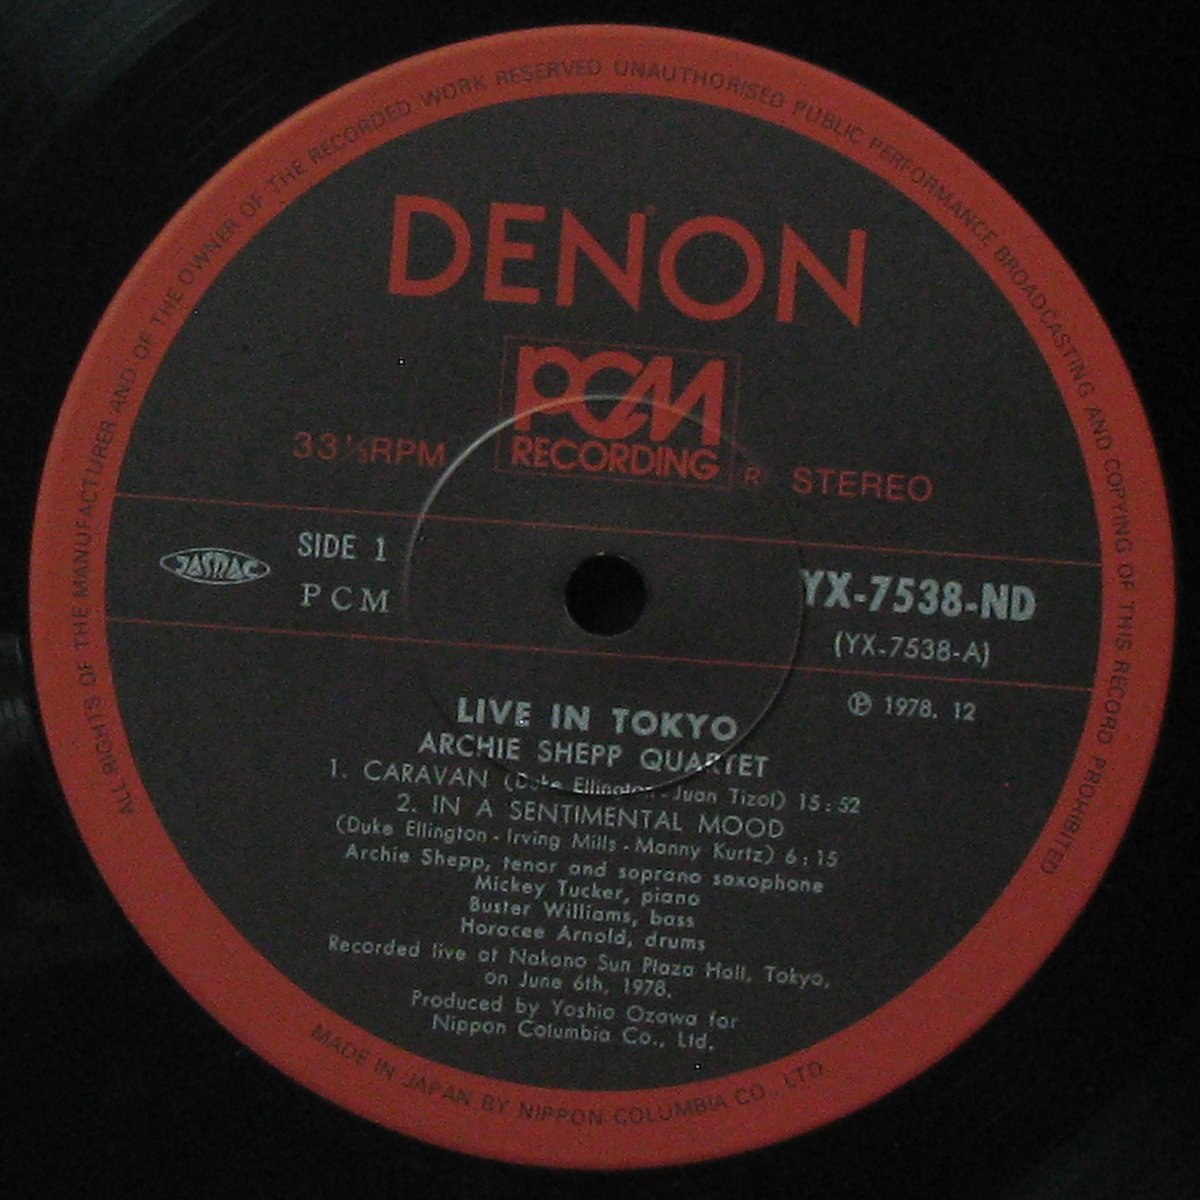 ALL RIGHTS OF THE MANUFACTURER AND OF THE OWNER OF THE RECORDED WORK RESERVED UNAUTHORISED PUBLIC PERFORMANCE BROADCASTING AND COPYING OF THIS RECORD PROHIBITED
DENON
PCM
RECORDING
33⅓RPM
R STEREO
JASRAC
SIDE 1
PCM
YX-7538-ND
(YX-7538-A)
℗ 1978. 12
LIVE IN TOKYO
ARCHIE SHEPP QUARTET
1. CARAVAN (Duke Ellington-Juan Tizol) 15:52
2. IN A SENTIMENTAL MOOD
(Duke Ellington-Irving Mills-Manny Kurtz) 6:15
Archie Shepp, tenor and soprano saxophone
Mickey Tucker, piano
Buster Williams, bass
Horacee Arnold, drums
Recorded live at Nakano Sun Plaza Hall, Tokyo,
on June 6th, 1978.
Produced by Yoshio Ozawa for
Nippon Columbia Co., Ltd.
MADE IN JAPAN BY NIPPON COLUMBIA CO., LTD.